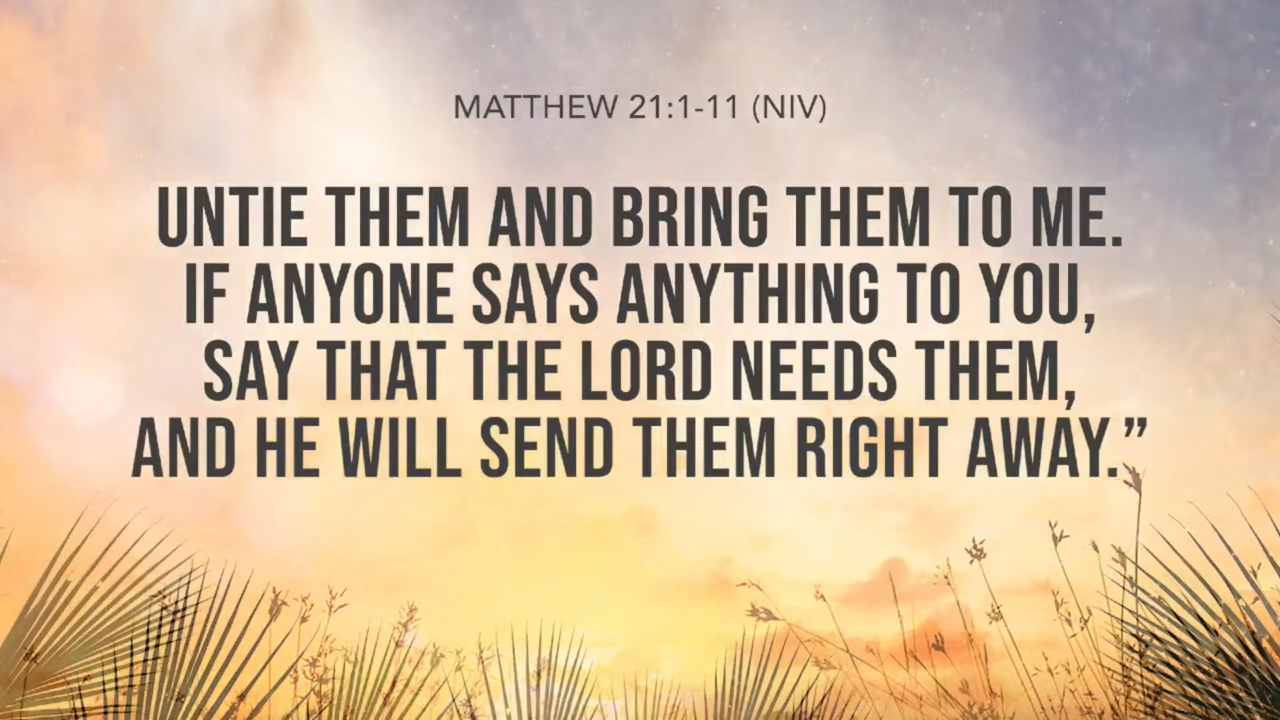 MATTHEW 21:1-11 (NIV)
UNTIE THEM AND BRING THEM TO ME.
IF ANYONE SAYS ANYTHING TO YOU,
SAY THAT THE LORD NEEDS THEM,
AND HE WILL SEND THEM RIGHT AWAY.”